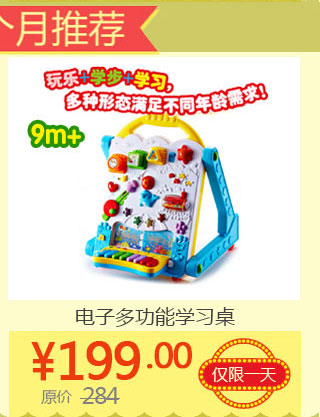 个月推荐
玩乐+学步+学习，
多种形态满足不同年龄需求！
9m+
电子多功能学习桌
¥199.00
原价 284
仅限一天